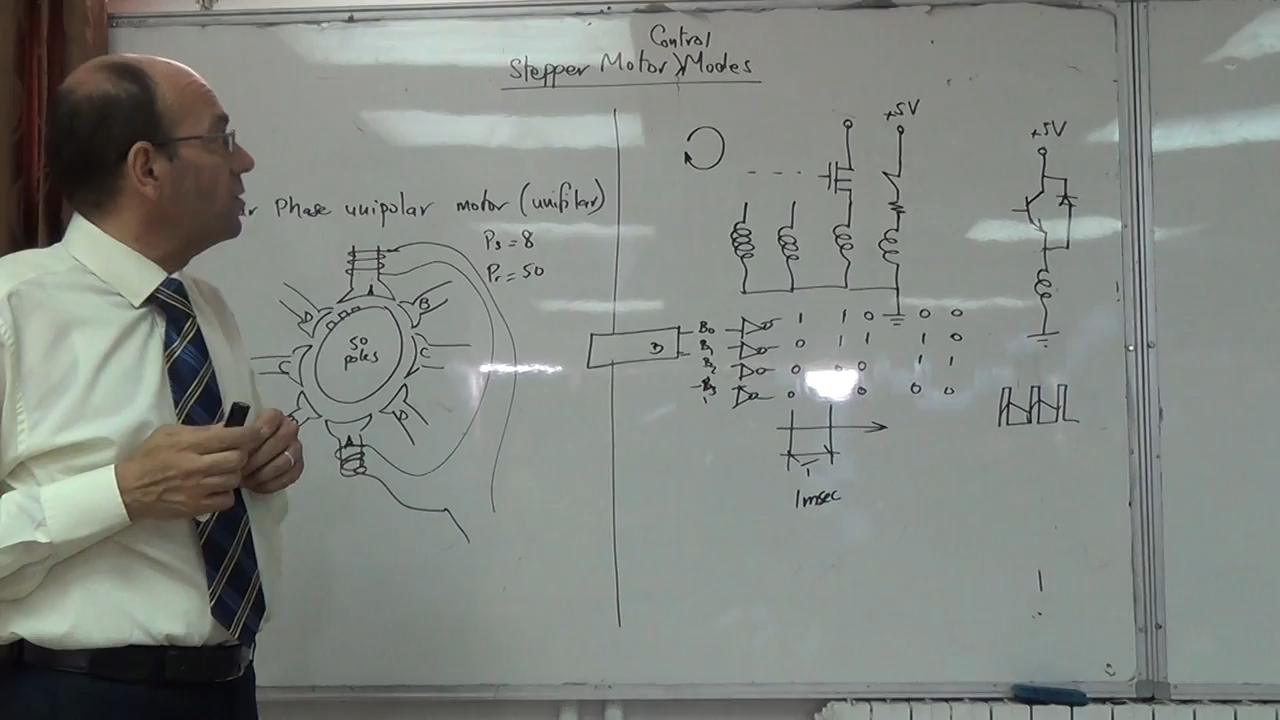 Control
Stepper Motor Modes
Phase unipolar motor (unifilar)
Ps = 8
Pr = 50
A
B
C
D
A
C
D
50
poles
+5V
+5V
D
B0 1 1 0 0 0
B1 0 1 1 1 0
B2 0 0 0 1 1
B3 0 0 0 0
1msec